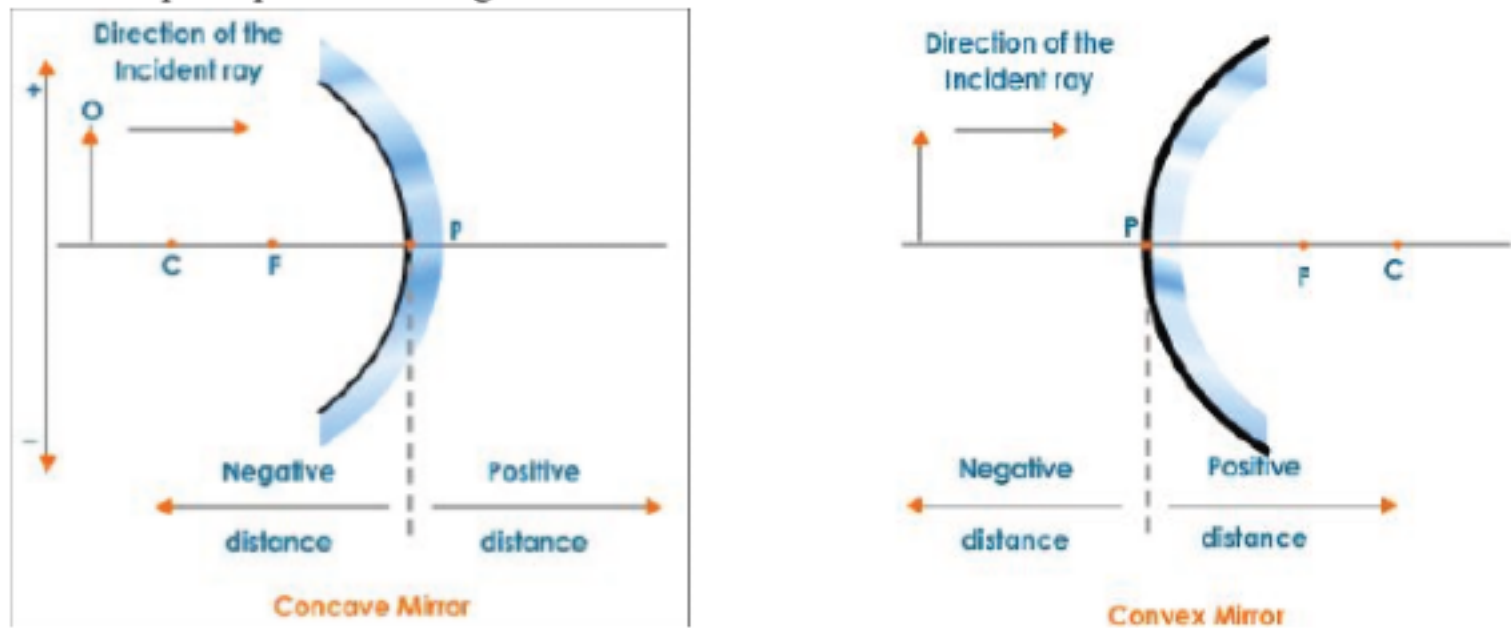 Direction of the
Incident ray
+
O
C
F
P
−
Negative
distance
Positive
distance
Concave Mirror
Direction of the
Incident ray
P
F
C
Negative
distance
Positive
distance
Convex Mirror